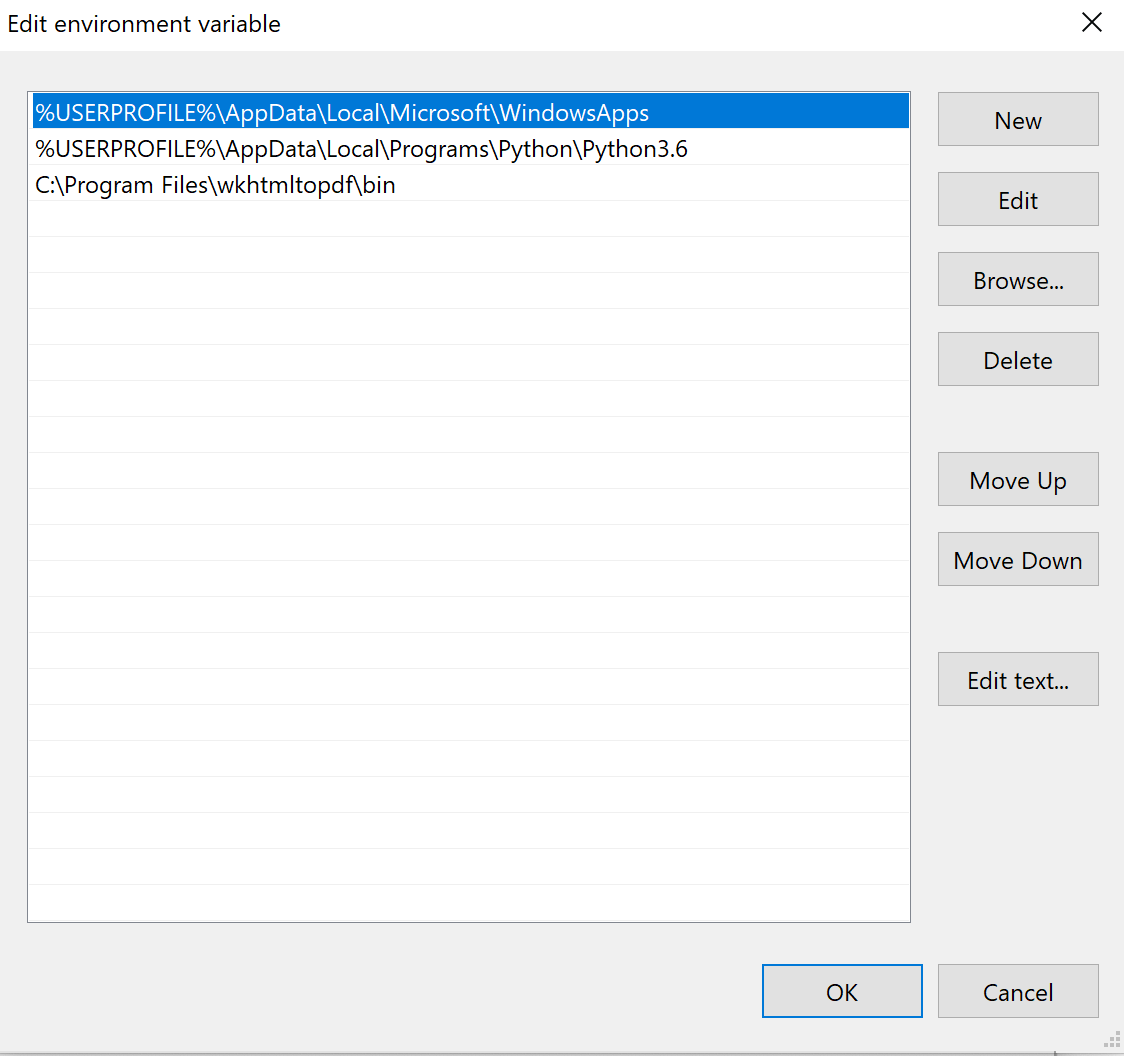 Edit environment variable
%USERPROFILE%\AppData\Local\Microsoft\WindowsApps
%USERPROFILE%\AppData\Local\Programs\Python\Python3.6
C:\Program Files\wkhtmltopdf\bin
New
Edit
Browse...
Delete
Move Up
Move Down
Edit text...
OK
Cancel